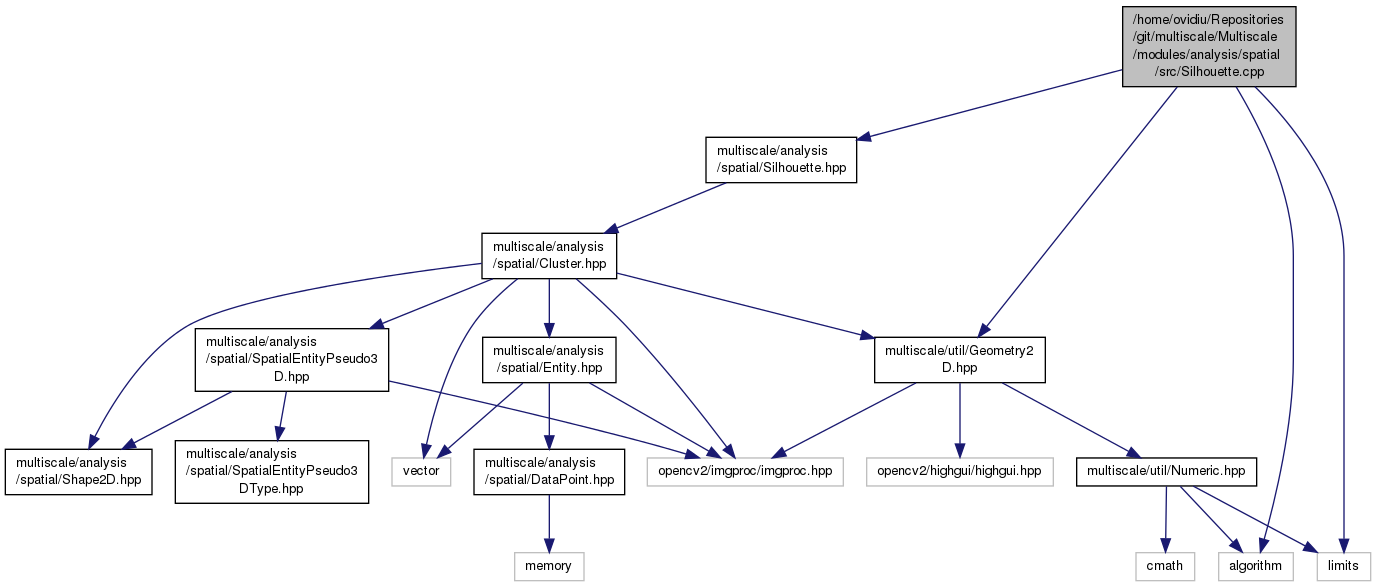 /home/ovidiu/Repositories
/git/multiscale/Multiscale
/modules/analysis/spatial
/src/Silhouette.cpp
multiscale/analysis
/spatial/Silhouette.hpp
multiscale/analysis
/spatial/Cluster.hpp
multiscale/analysis
/spatial/SpatialEntityPseudo3
D.hpp
multiscale/analysis
/spatial/Entity.hpp
multiscale/util/Geometry2
D.hpp
multiscale/analysis
/spatial/Shape2D.hpp
multiscale/analysis
/spatial/SpatialEntityPseudo3
DType.hpp
vector
multiscale/analysis
/spatial/DataPoint.hpp
opencv2/imgproc/imgproc.hpp
opencv2/highgui/highgui.hpp
multiscale/util/Numeric.hpp
memory
cmath
algorithm
limits